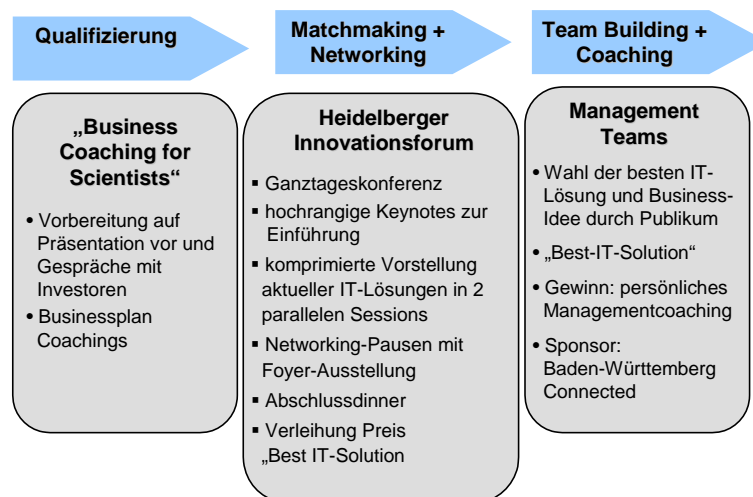 Qualifizierung
„Business
Coaching for
Scientists“
• Vorbereitung auf
Präsentation vor und
Gespräche mit
Investoren
• Businessplan
Coachings
Matchmaking +
Networking
Heidelberger
Innovationsforum
▪ Ganztageskonferenz
▪ hochrangige Keynotes zur
Einführung
▪ komprimierte Vorstellung
aktueller IT-Lösungen in 2
parallelen Sessions
▪ Networking-Pausen mit
Foyer-Ausstellung
▪ Abschlussdinner
▪ Verleihung Preis
„Best IT-Solution
Team Building +
Coaching
Management
Teams
• Wahl der besten IT-
Lösung und Business-
Idee durch Publikum
• „Best-IT-Solution“
• Gewinn: persönliches
Managementcoaching
• Sponsor:
Baden-Württemberg
Connected